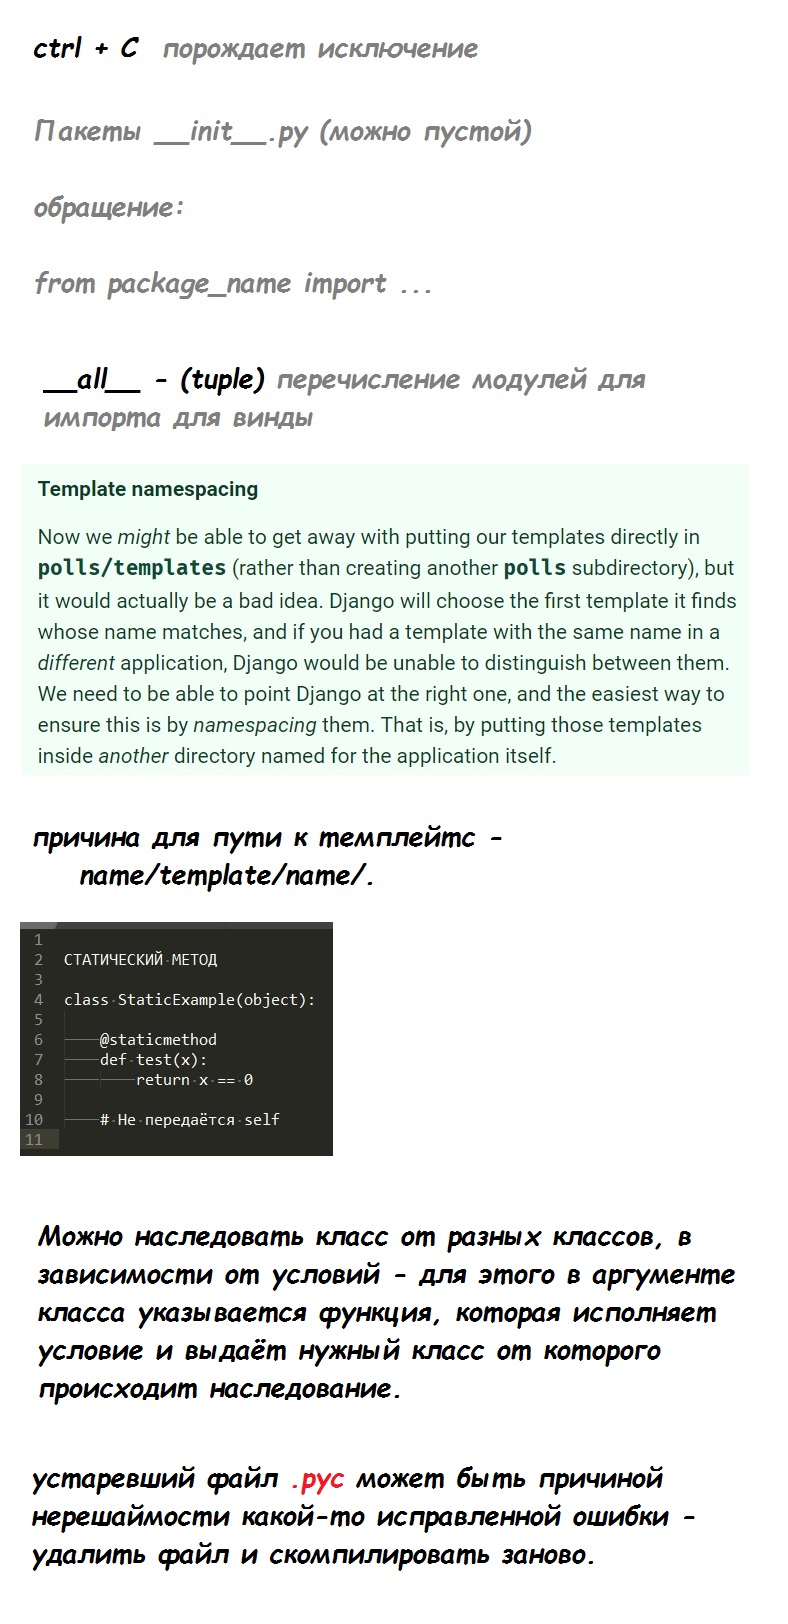 ctrl + C порождает исключение
Пакеты __init__.py (можно пустой)
обращение:
from package_name import ...
__all__ - (tuple) перечисление модулей для
импорта для винды
Template namespacing
Now we might be able to get away with putting our templates directly in
polls/templates (rather than creating another polls subdirectory), but
it would actually be a bad idea. Django will choose the first template it finds
whose name matches, and if you had a template with the same name in a
different application, Django would be unable to distinguish between them.
We need to be able to point Django at the right one, and the easiest way to
ensure this is by namespacing them. That is, by putting those templates
inside another directory named for the application itself.
причина для пути к темплейтс -
name/template/name/.
1
2 СТАТИЧЕСКИЙ МЕТОД
3
4 class StaticExample(object):
5
6 @staticmethod
7 def test(x):
8 return x == 0
9
10 # Не передаётся self
11
Можно наследовать класс от разных классов, в
зависимости от условий - для этого в аргументе
класса указывается функция, которая исполняет
условие и выдаёт нужный класс от которого
происходит наследование.
устаревший файл .pyc может быть причиной
нерешаймости какой-то исправленной ошибки -
удалить файл и скомпилировать заново.